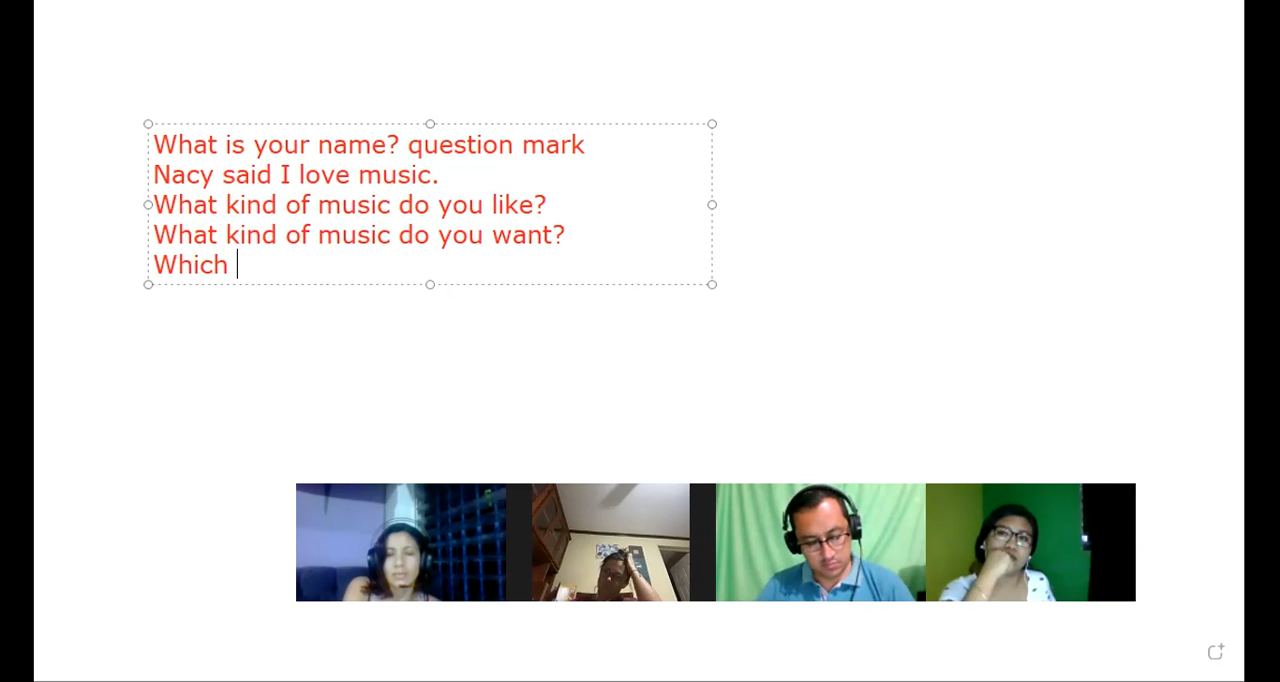 What is your name? question mark
Nacy said I love music.
What kind of music do you like?
What kind of music do you want?
Which